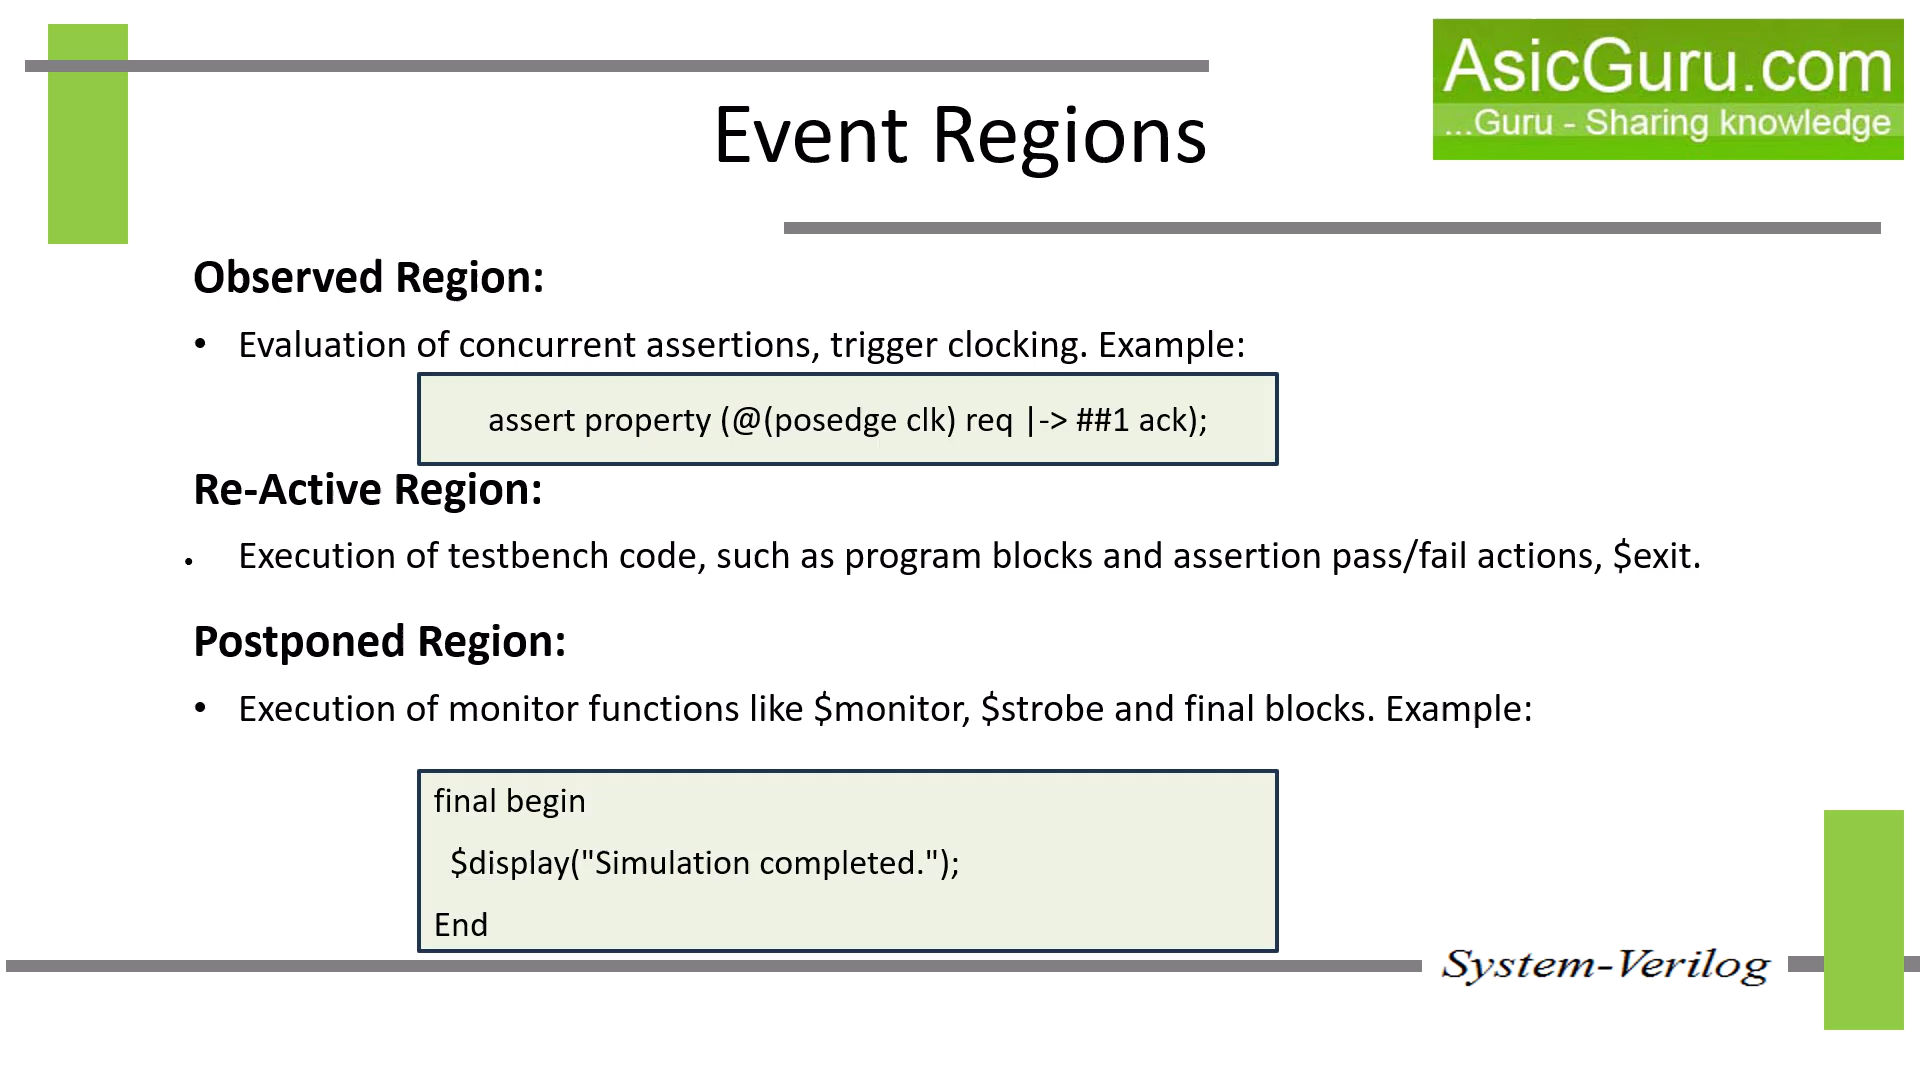 AsicGuru.com
...Guru - Sharing knowledge
Event Regions
Observed Region:
• Evaluation of concurrent assertions, trigger clocking. Example:
assert property (@(posedge clk) req |-> ##1 ack);
Re-Active Region:
• Execution of testbench code, such as program blocks and assertion pass/fail actions, $exit.
Postponed Region:
• Execution of monitor functions like $monitor, $strobe and final blocks. Example:
final begin
$display("Simulation completed.");
End
System-Verilog